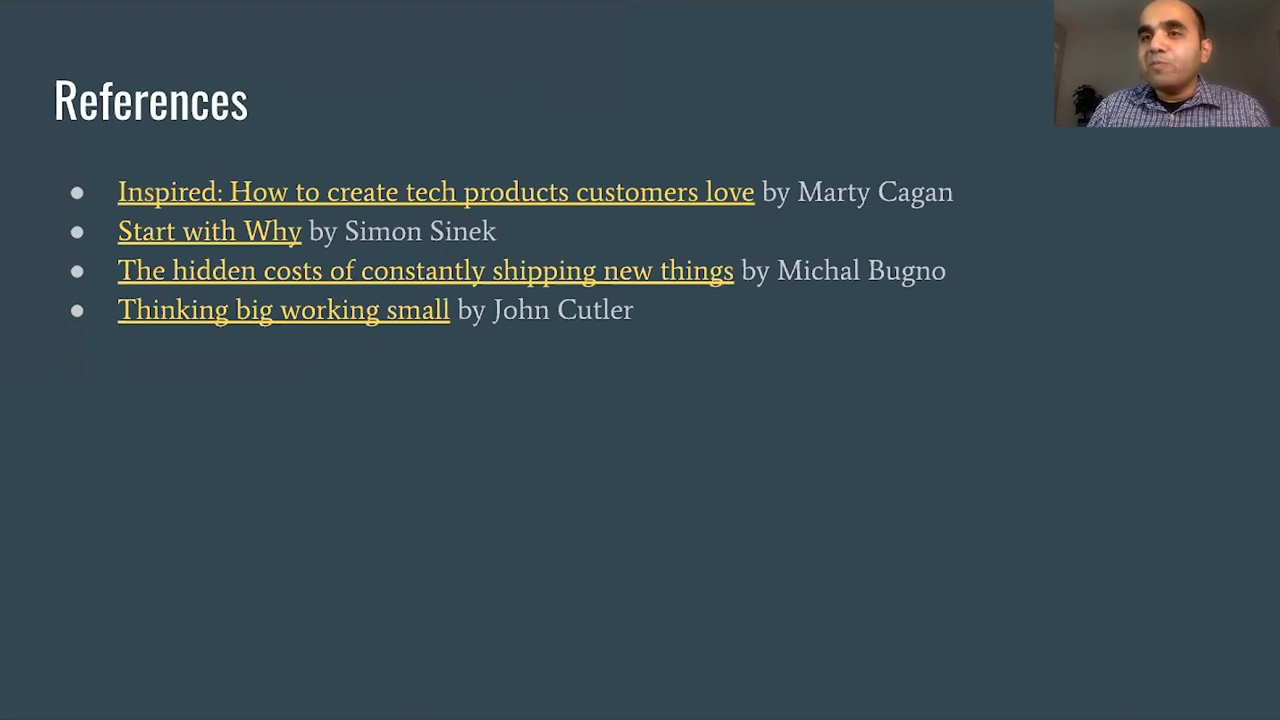 References
● Inspired: How to create tech products customers love by Marty Cagan
● Start with Why by Simon Sinek
● The hidden costs of constantly shipping new things by Michal Bugno
● Thinking big working small by John Cutler